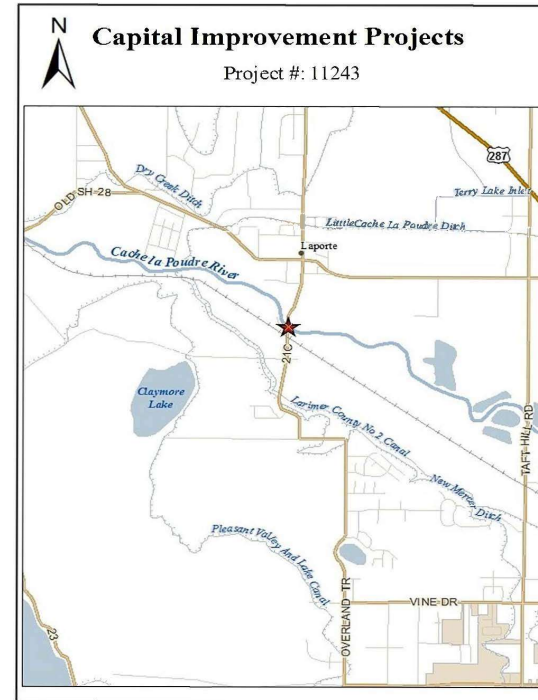 N
Capital Improvement Projects
Project #: 11243
287
Dry Creek Ditch
Terry Lake Inlet
OLD SH 28
LittleCache La Poudre Ditch
Laporte
Cache la Poudre River
21C
Claymore
Lake
Larimer County No 2 Canal
TAFT HILL RD
New Mercer Ditch
Pleasant Valley And Lake Canal
OVERLAND TR
VINE DR
23